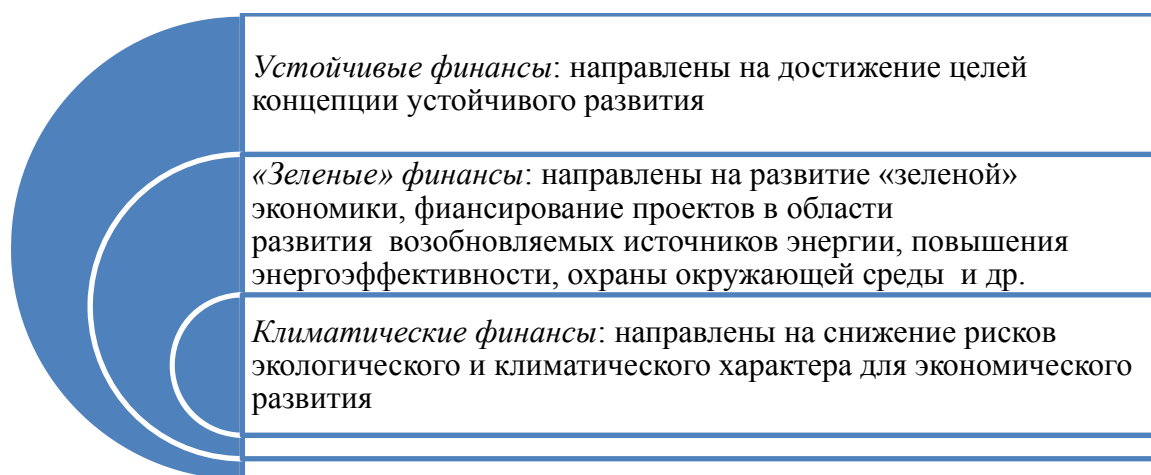 Устойчивые финансы: направлены на достижение целей
концепции устойчивого развития
«Зеленые» финансы: направлены на развитие «зеленой»
экономики, фиансирование проектов в области
развития  возобновляемых источников энергии, повышения
энергоэффективности, охраны окружающей среды  и др.
Климатические финансы: направлены на снижение рисков
экологического и климатического характера для экономического
развития